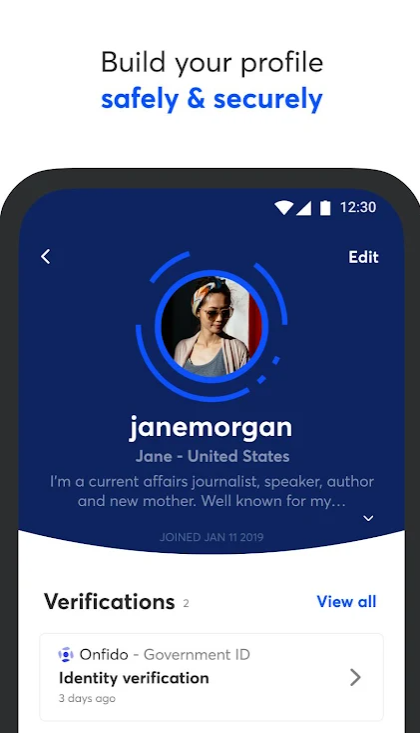 Build your profile
safely & securely
12:30
Edit
janemorgan
Jane - United States
I'm a current affairs journalist, speaker, author
and new mother. Well known for my...
JOINED JAN 11 2019
Verifications 2
View all
Onfido - Government ID
Identity verification
3 days ago